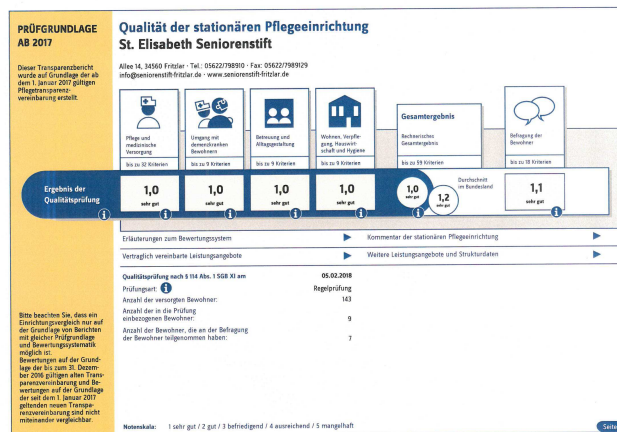 PRÜFGRUNDLAGE
AB 2017
Dieser Transparenzbericht
wurde auf Grundlage der ab
dem 1. Januar 2017 gültigen
Pflegetransparenz-
vereinbarung erstellt.
Qualität der stationären Pflegeeinrichtung
St. Elisabeth Seniorenstift
Allee 14, 34560 Fritzlar · Tel.: 05622/798910 · Fax: 05622/7989129
info@seniorenstift-fritzlar.de · www.seniorenstift-fritzlar.de
Pflege und
medizinische
Versorgung
bis zu 32 Kriterien
Umgang mit
demenzkranken
Bewohnern
bis zu 9 Kriterien
Betreuung und
Alltagsgestaltung
bis zu 9 Kriterien
Wohnen, Verpfle-
gung, Hauswirt-
schaft und Hygiene
bis zu 9 Kriterien
Gesamtergebnis
Rechnerisches
Gesamtergebnis
bis zu 59 Kriterien
Befragung der
Bewohner
bis zu 18 Kriterien
Ergebnis der
Qualitätsprüfung
1,0
sehr gut
1,0
sehr gut
1,0
sehr gut
1,0
sehr gut
1,0
sehr gut
1,2
sehr gut
Durchschnitt
im Bundesland
1,1
sehr gut
Erläuterungen zum Bewertungssystem
Kommentar der stationären Pflegeeinrichtung
Vertraglich vereinbarte Leistungsangebote
Weitere Leistungsangebote und Strukturdaten
Qualitätsprüfung nach § 114 Abs. 1 SGB XI am 05.02.2018
Prüfungsart: Regelprüfung
Anzahl der versorgten Bewohner: 143
Anzahl der in die Prüfung
einbezogenen Bewohner: 9
Anzahl der Bewohner, die an der Befragung
der Bewohner teilgenommen haben: 7
Bitte beachten Sie, dass ein
Einrichtungsvergleich nur auf
der Grundlage von Berichten
mit gleicher Prüfgrundlage
und Bewertungssystematik
möglich ist.
Bewertungen auf der Grund-
lage der bis zum 31. Dezem-
ber 2016 gültigen alten Trans-
parenzvereinbarung und Be-
wertungen auf der Grundlage
der seit dem 1. Januar 2017
geltenden neuen Transpa-
renzvereinbarung sind nicht
miteinander vergleichbar.
Notenskala: 1 sehr gut / 2 gut / 3 befriedigend / 4 ausreichend / 5 mangelhaft
Seite